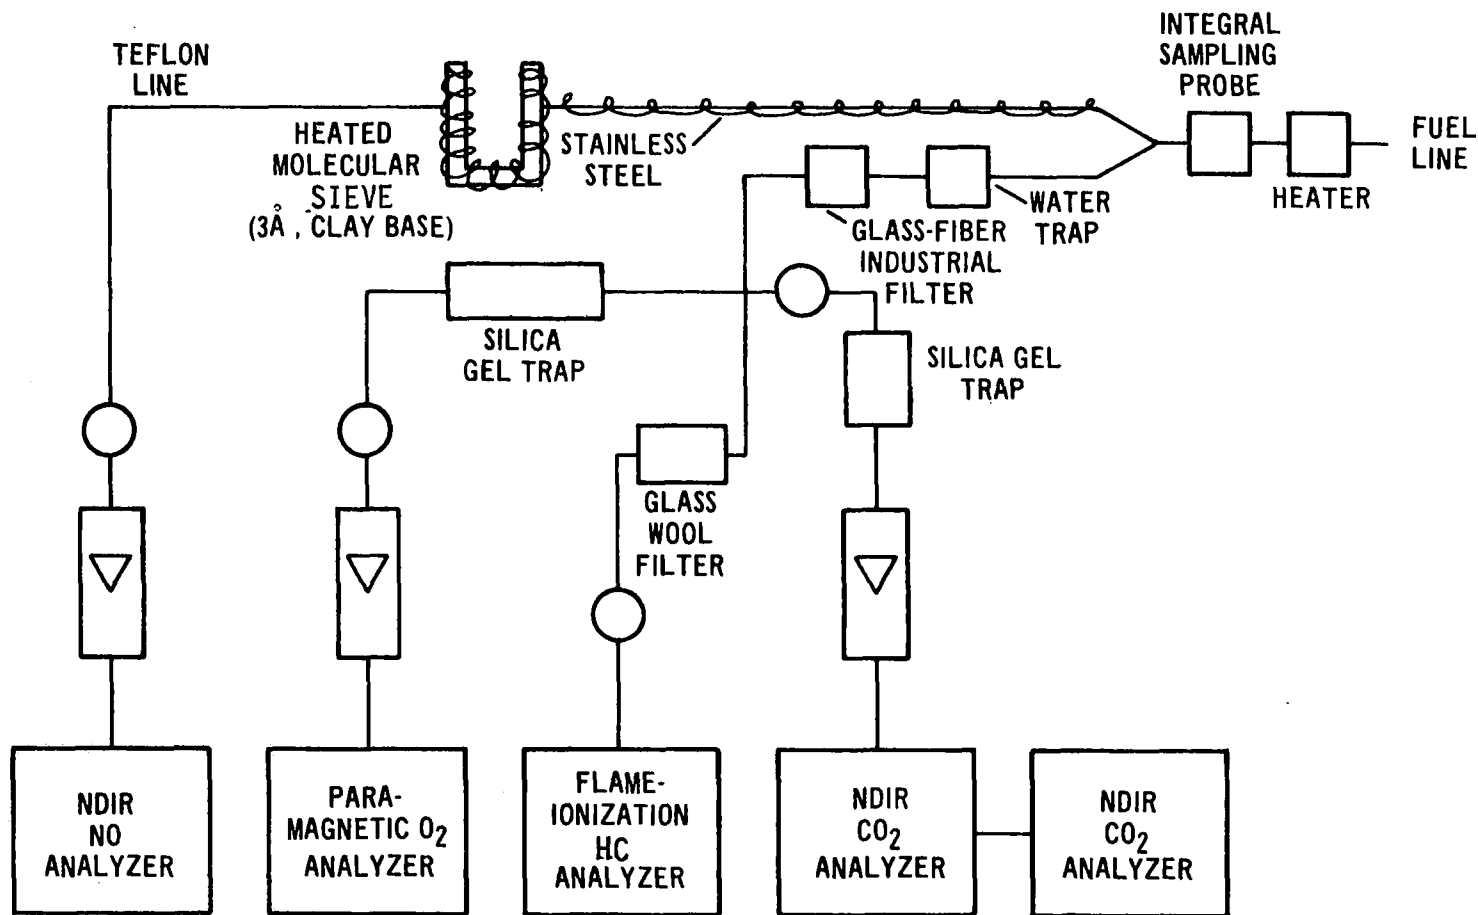 TEFLON
LINE
INTEGRAL
SAMPLING
PROBE
HEATED
MOLECULAR
SIEVE
(3Å, CLAY BASE)
STAINLESS
STEEL
FUEL
LINE
HEATER
WATER
TRAP
GLASS-FIBER
INDUSTRIAL
FILTER
SILICA
GEL TRAP
SILICA GEL
TRAP
GLASS
WOOL
FILTER
NDIR
NO
ANALYZER
PARA-
MAGNETIC O2
ANALYZER
FLAME-
IONIZATION
HC
ANALYZER
NDIR
CO2
ANALYZER
NDIR
CO2
ANALYZER